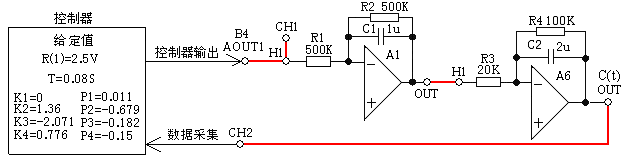 控制器
给定值
R(1)=2.5V
T=0.08S
K1=0 P1=0.011
K2=1.36 P2=-0.679
K3=-2.071 P3=-0.182
K4=0.776 P4=-0.15
控制器输出
数据采集
B4
AOUT1
CH1
H1
R1
500K
R2 500K
C1 1u
A1
OUT
H1
R3
20K
R4 100K
C2 2u
A6
C(t)
OUT
CH2